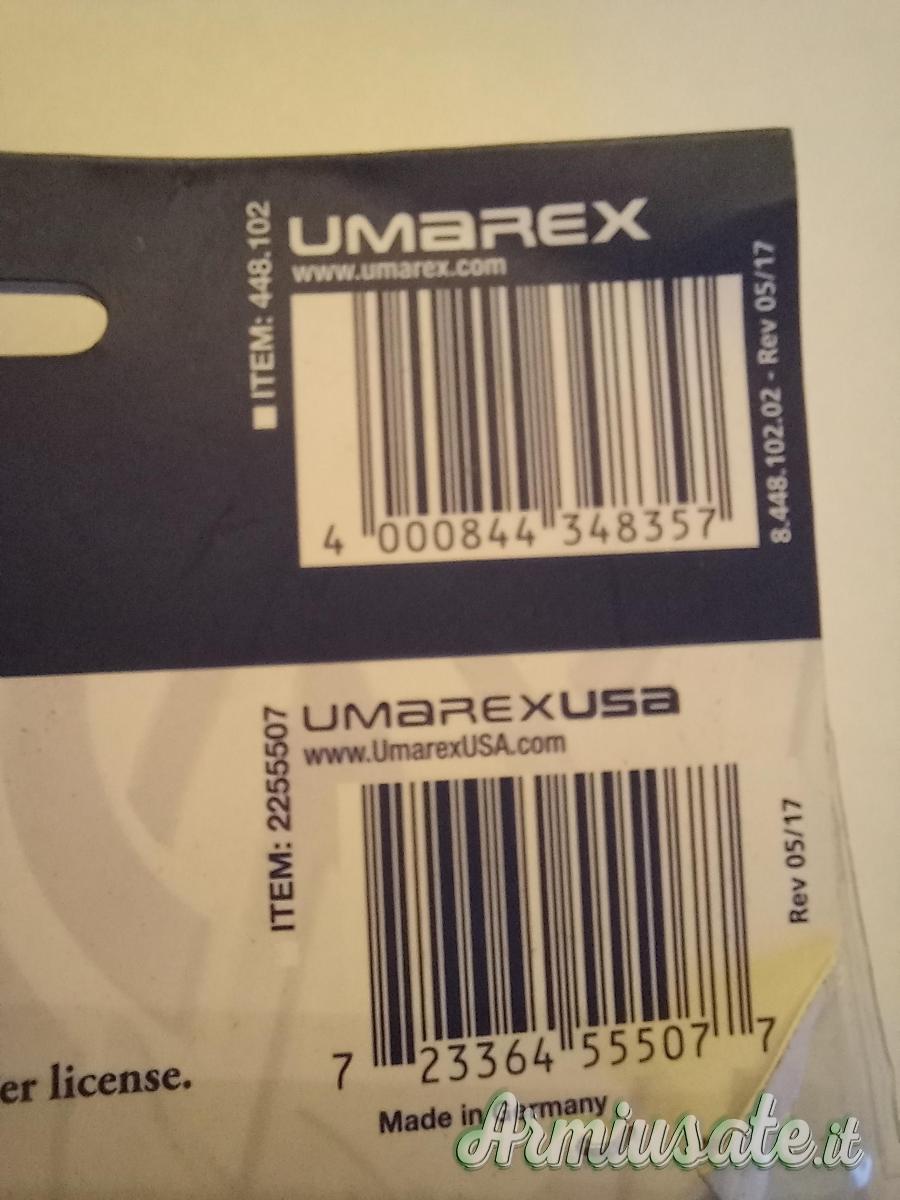 ITEM: 448.102
UMAREX
www.umarex.com
4 000844 348357
8.448.102.02 - Rev 05/17
ITEM: 2255507
UMAREXUSA
www.UmarexUSA.com
7 23364 55507 7
Rev 05/17
er license.
Made in Germany
Armiusate.it